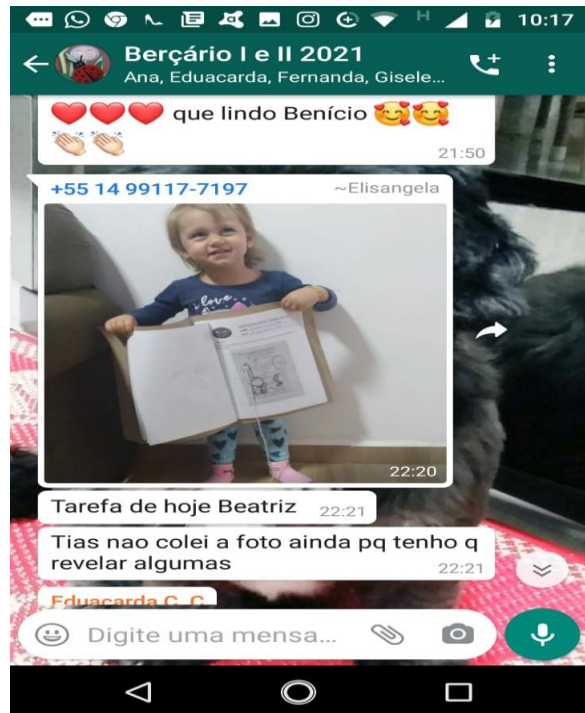 H 10:17
Berçário I e II 2021
Ana, Eduacarda, Fernanda, Gisele...
❤️❤️❤️ que lindo Benício 🥰🥰
👏🏻👏🏻
21:50
+55 14 99117-7197 ~Elisangela
love
22:20
Tarefa de hoje Beatriz 22:21
Tias nao colei a foto ainda pq tenho q
revelar algumas 22:21
Eduacarda C. C.
Digite uma mensa...